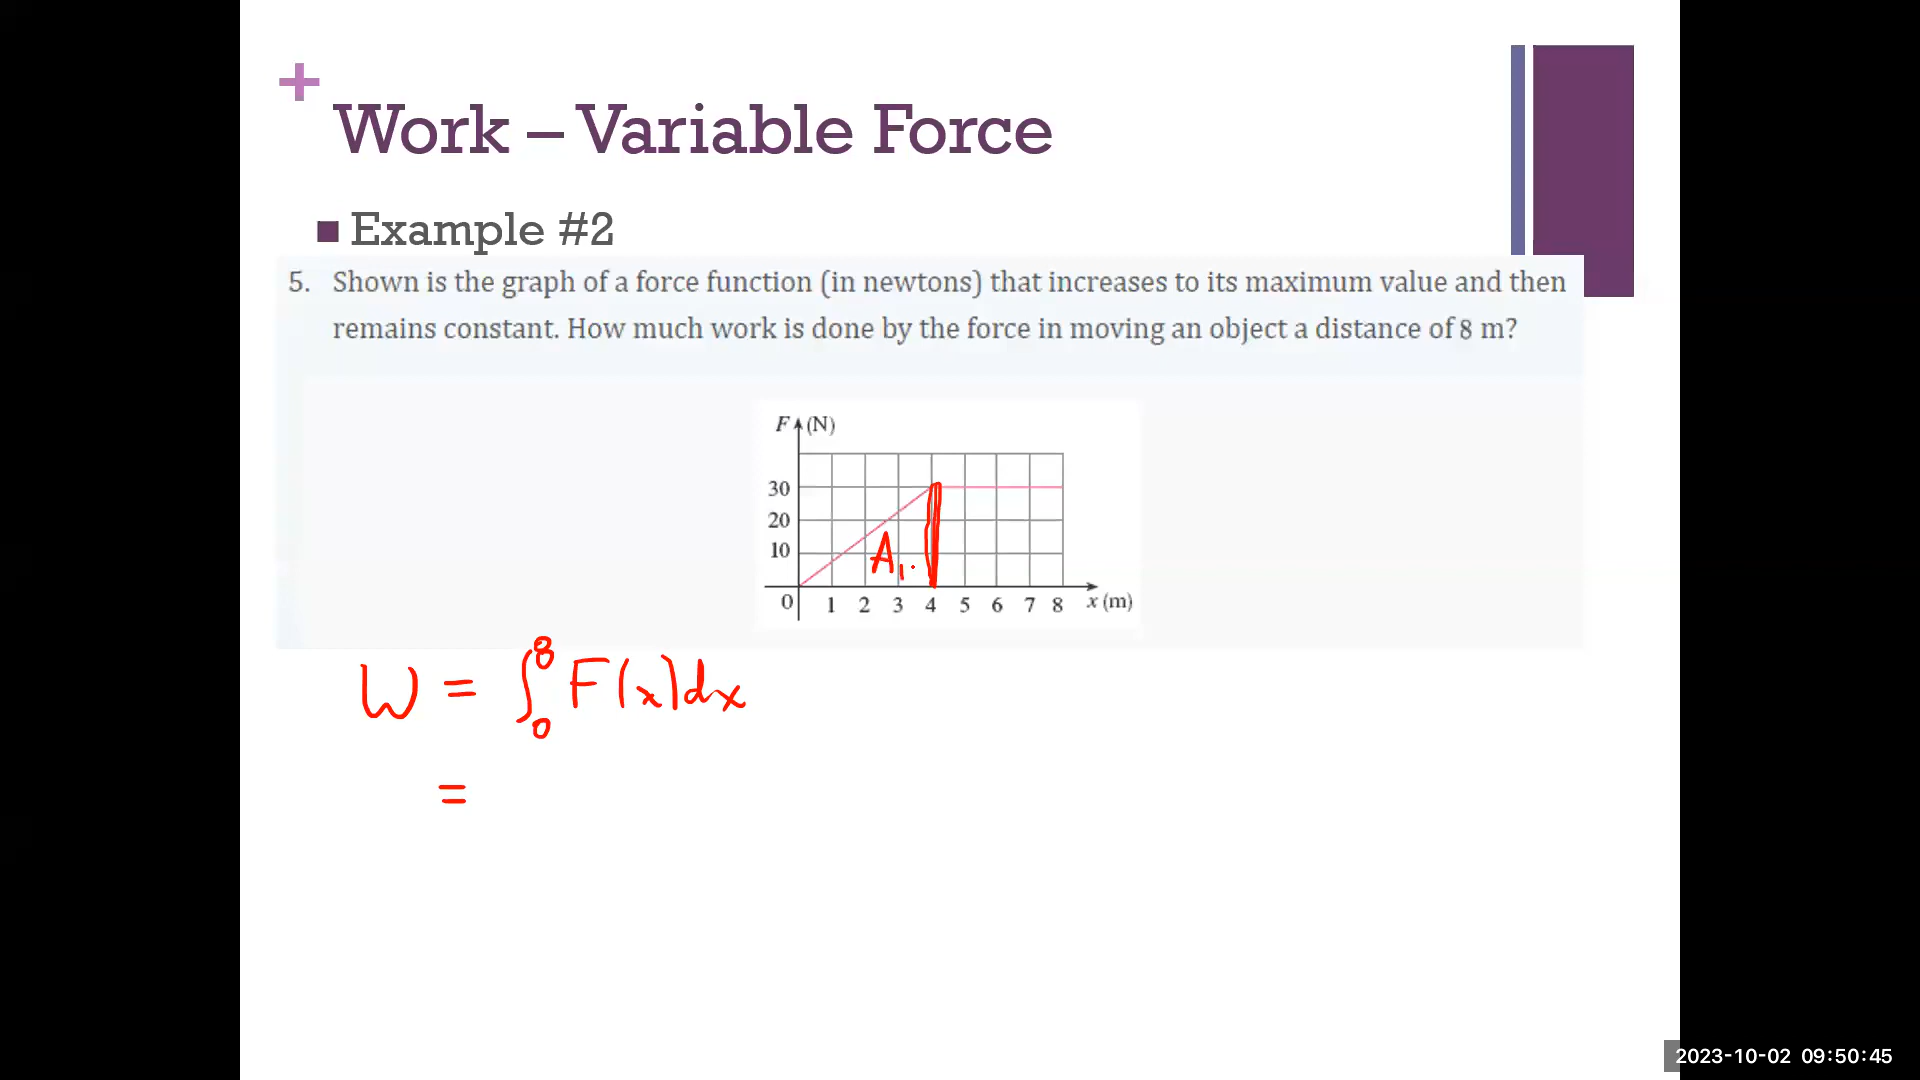 +
Work – Variable Force
■ Example #2
5. Shown is the graph of a force function (in newtons) that increases to its maximum value and then
remains constant. How much work is done by the force in moving an object a distance of 8 m?
F (N)
30
20
10
A₁
0 1 2 3 4 5 6 7 8 x (m)
W = ∫₀⁸ F(x)dx
=
2023-10-02 09:50:45